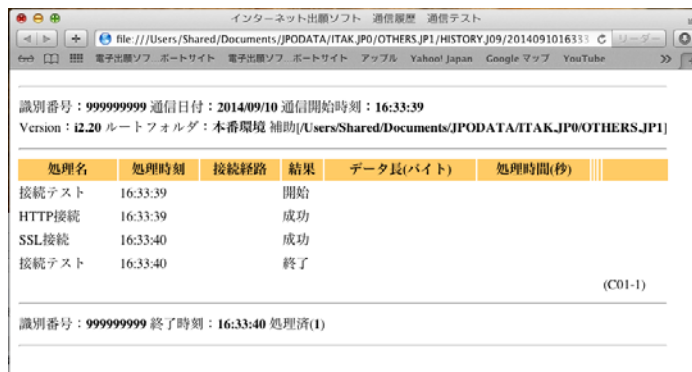 インターネット出願ソフト 通信履歴 通信テスト
file:///Users/Shared/Documents/JPODATA/ITAK.JP0/OTHERS.JP1/HISTORY.J09/2014091016333
リーダー
電子出願ソフ…ポートサイト 電子出願ソフ…ポートサイト アップル Yahoo! Japan Google マップ YouTube
識別番号：999999999 通信日付：2014/09/10 通信開始時刻：16:33:39
Version：i2.20 ルートフォルダ：本番環境 補助[/Users/Shared/Documents/JPODATA/ITAK.JP0/OTHERS.JP1]
処理名 処理時刻 接続経路 結果 データ長(バイト) 処理時間(秒)
接続テスト 16:33:39 開始
HTTP接続 16:33:39 成功
SSL接続 16:33:40 成功
接続テスト 16:33:40 終了
(C01-1)
識別番号：999999999 終了時刻：16:33:40 処理済(1)